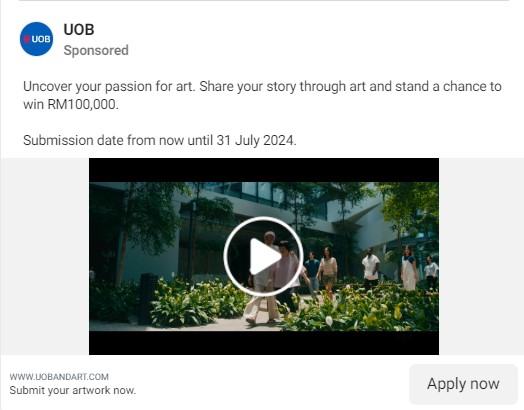 UOB
UOB
Sponsored
Uncover your passion for art. Share your story through art and stand a chance to
win RM100,000.
Submission date from now until 31 July 2024.
WWW.UOBANDART.COM
Submit your artwork now.
Apply now